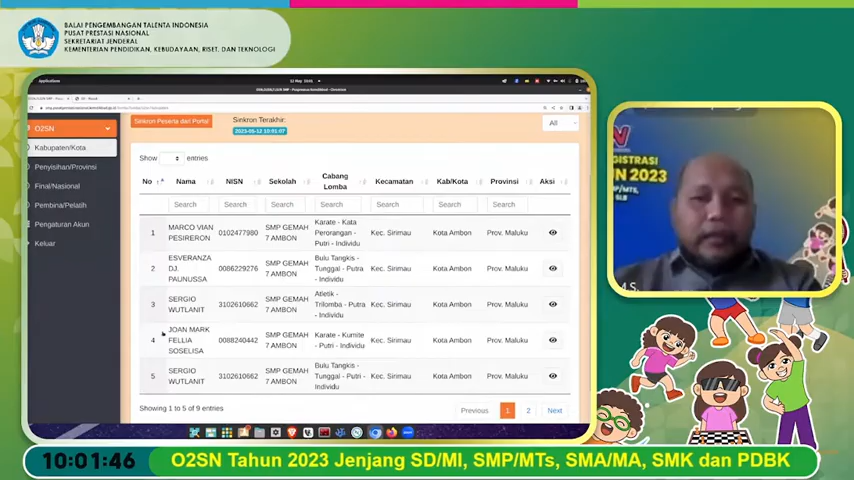 BALAI PENGEMBANGAN TALENTA INDONESIA
PUSAT PRESTASI NASIONAL
SEKRETARIAT JENDERAL
KEMENTERIAN PENDIDIKAN, KEBUDAYAAN, RISET, DAN TEKNOLOGI
Applications
O2SN
Kabupaten/Kota
Penyisihan/Provinsi
Final/Nasional
Pembina/Pelatih
Pengaturan Akun
Keluar
Sinkron Peserta dari Portal
Sinkron Terakhir:
2023-05-12 10:01:07
All
Show entries
No Nama NISN Sekolah Cabang Lomba Kecamatan Kab/Kota Provinsi Aksi
Search Search Search Search Search Search Search
1 MARCO VIAN PESIRERON 0102477980 SMP GEMAH 7 AMBON Karate - Kata Perorangan - Putri - Individu Kec. Sirimau Kota Ambon Prov. Maluku
2 ESVERANZA DJ. PAUNUSSA 0086229276 SMP GEMAH 7 AMBON Bulu Tangkis - Tunggal - Putra - Individu Kec. Sirimau Kota Ambon Prov. Maluku
3 SERGIO WUTLANIT 3102610662 SMP GEMAH 7 AMBON Atletik - Trilomba - Putra - Individu Kec. Sirimau Kota Ambon Prov. Maluku
4 JOAN MARK FELLIA SOSELISA 0088240442 SMP GEMAH 7 AMBON Karate - Kumite - Putri - Individu Kec. Sirimau Kota Ambon Prov. Maluku
5 SERGIO WUTLANIT 3102610662 SMP GEMAH 7 AMBON Bulu Tangkis - Tunggal - Putri - Individu Kec. Sirimau Kota Ambon Prov. Maluku
Showing 1 to 5 of 9 entries
Previous 1 2 Next
GISTRASI
UN 2023
MP/MTS,
SLB
M.S.
10:01:46
O2SN Tahun 2023 Jenjang SD/MI, SMP/MTs, SMA/MA, SMK dan PDBK